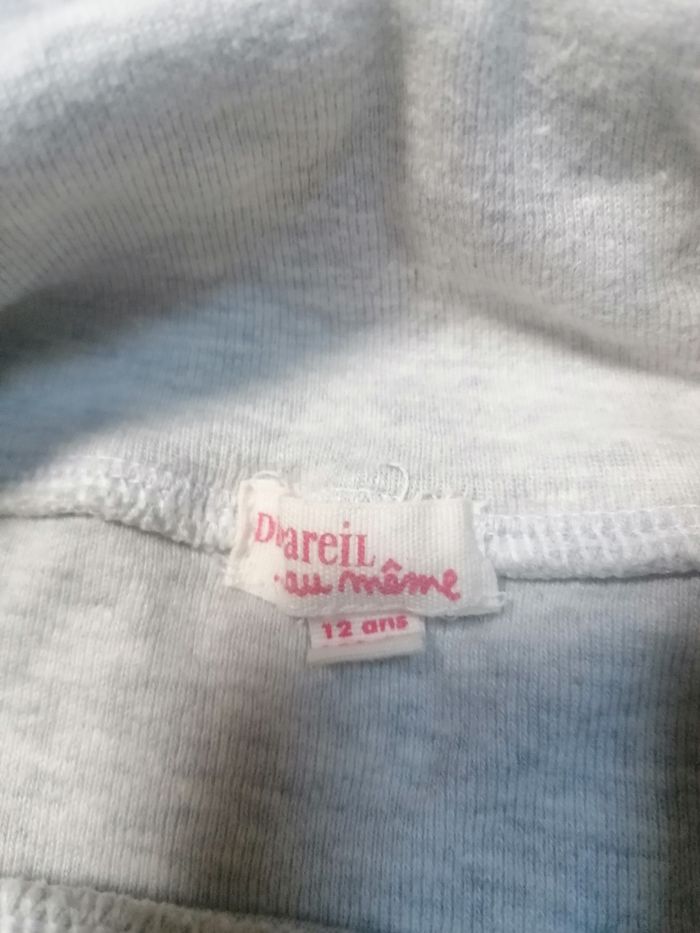 DPareiL
au même
12 ans